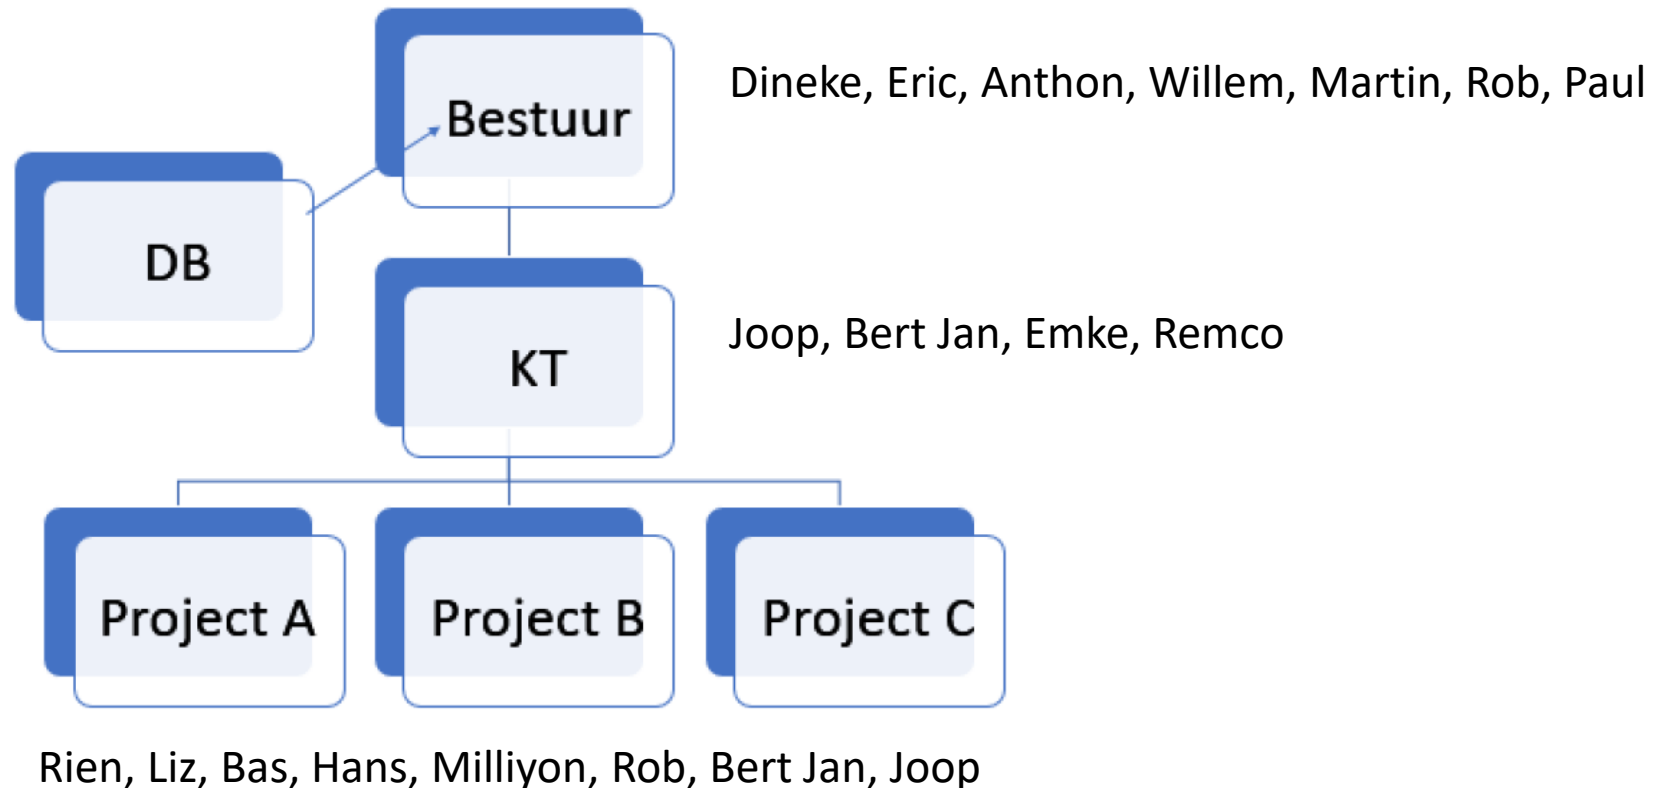 Dineke, Eric, Anthon, Willem, Martin, Rob, Paul
Bestuur
DB
Joop, Bert Jan, Emke, Remco
KT
Project A
Project B
Project C
Rien, Liz, Bas, Hans, Milliyon, Rob, Bert Jan, Joop